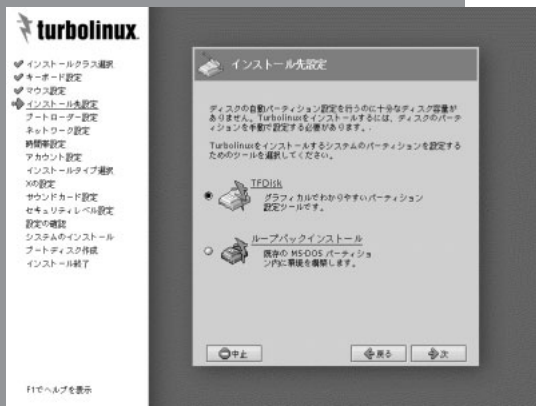 turbolinux
インストールクラス選択
キーボード設定
マウス設定
インストール先設定
ブートローダー設定
ネットワーク設定
時間帯設定
アカウント設定
インストールタイプ選択
Xの設定
サウンドカード設定
セキュリティレベル設定
設定の確認
システムのインストール
ブートディスク作成
インストール終了
F1でヘルプを表示
インストール先設定
ディスクの自動パーティション設定を行うのに十分なディスク容量が
ありません。Turbolinuxをインストールするには、ディスクのパーテ
ィションを手動で設定する必要があります。.
Turbolinuxをインストールするシステムのパーティションを設定する
ためのツールを選択してください。
TFDisk
グラフィカルでわかりやすいパーティション
設定ツールです。
ループバックインストール
既存の MS-DOS パーティショ
ン内に環境を構築します。
中止
戻る
次